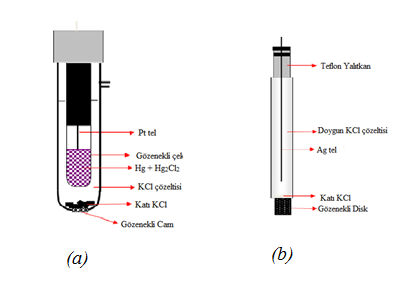 Pt tel
Gözenekli çek
Hg + Hg₂Cl₂
KCl çözeltisi
Katı KCl
Gözenekli Cam
(a)
Teflon Yalıtkan
Doygun KCl çözeltisi
Ag tel
Katı KCl
Gözenekli Disk
(b)